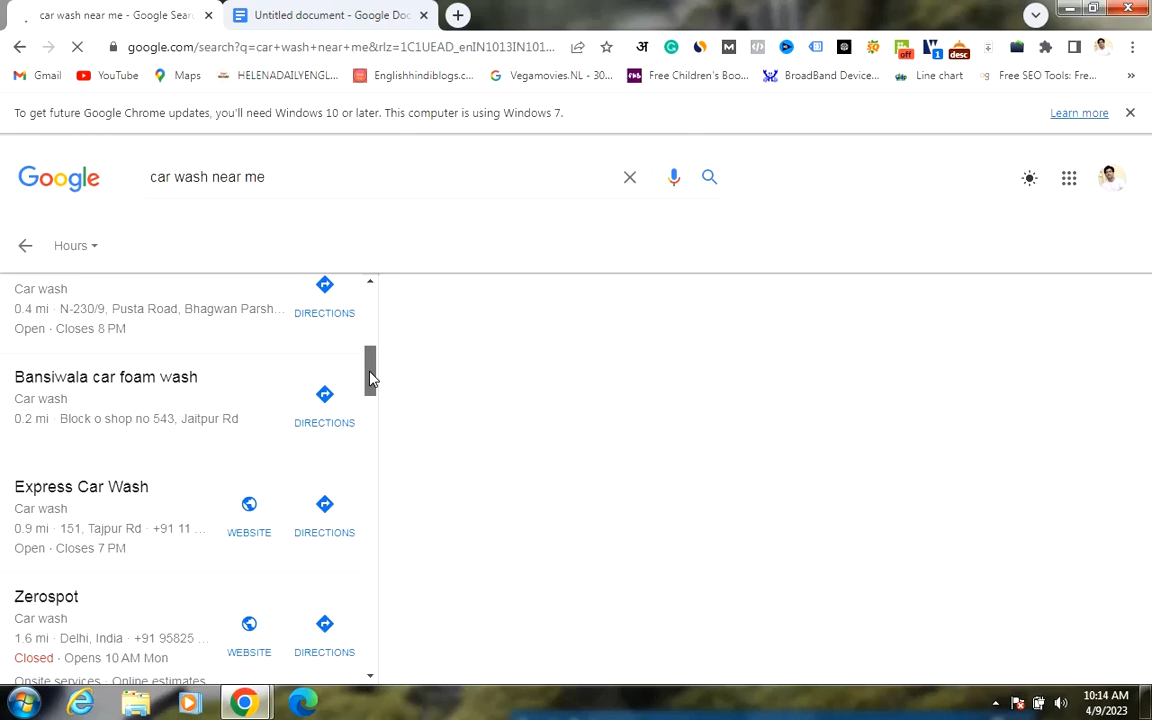 car wash near me - Google Sear
Untitled document - Google Doc
google.com/search?q=car+wash+near+me&rlz=1C1UEAD_enIN1013IN101...
Gmail
YouTube
Maps
HELENADAILYENGL...
Englishhindiblogs.c...
Vegamovies.NL - 30...
Free Children's Boo...
BroadBand Device...
Line chart
Free SEO Tools: Fre...
»
To get future Google Chrome updates, you'll need Windows 10 or later. This computer is using Windows 7.
Learn more
Google
car wash near me
Hours
Car wash
0.4 mi · N-230/9, Pusta Road, Bhagwan Parsh...
Open · Closes 8 PM
DIRECTIONS
Bansiwala car foam wash
Car wash
0.2 mi · Block o shop no 543, Jaitpur Rd
DIRECTIONS
Express Car Wash
Car wash
0.9 mi · 151, Tajpur Rd · +91 11 ...
Open · Closes 7 PM
WEBSITE
DIRECTIONS
Zerospot
Car wash
1.6 mi · Delhi, India · +91 95825 ...
Closed · Opens 10 AM Mon
Onsite services · Online estimates
WEBSITE
DIRECTIONS
10:14 AM
4/9/2023